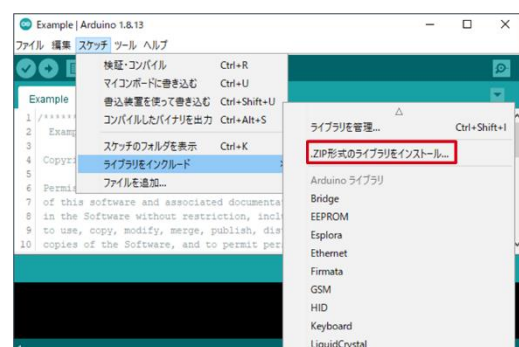 Example | Arduino 1.8.13
ファイル 編集 スケッチ ツール ヘルプ
検証・コンパイル Ctrl+R
マイコンボードに書き込む Ctrl+U
書込装置を使って書き込む Ctrl+Shift+U
コンパイルしたバイナリを出力 Ctrl+Alt+S
スケッチのフォルダを表示 Ctrl+K
ライブラリをインクルード
ファイルを追加...
ライブラリを管理... Ctrl+Shift+I
.ZIP形式のライブラリをインストール...
Arduino ライブラリ
Bridge
EEPROM
Esplora
Ethernet
Firmata
GSM
HID
Keyboard
LiquidCrystal
Example
1 /******
2 Examp
3
4 Copyri
5
6 Permis
7 of this software and associated documenta
8 in the Software without restriction, incl
9 to use, copy, modify, merge, publish, dis
10 copies of the Software, and to permit per